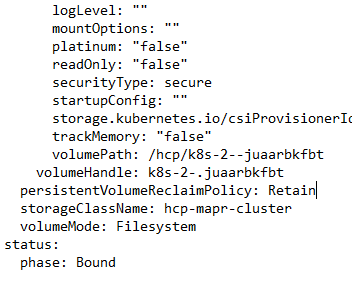 logLevel: ""
mountOptions: ""
platinum: "false"
readOnly: "false"
securityType: secure
startupConfig: ""
storage.kubernetes.io/csiProvisionerId
trackMemory: "false"
volumePath: /hcp/k8s-2--juaarbkfbt
volumeHandle: k8s-2-.juaarbkfbt
persistentVolumeReclaimPolicy: Retain
storageClassName: hcp-mapr-cluster
volumeMode: Filesystem
status:
phase: Bound